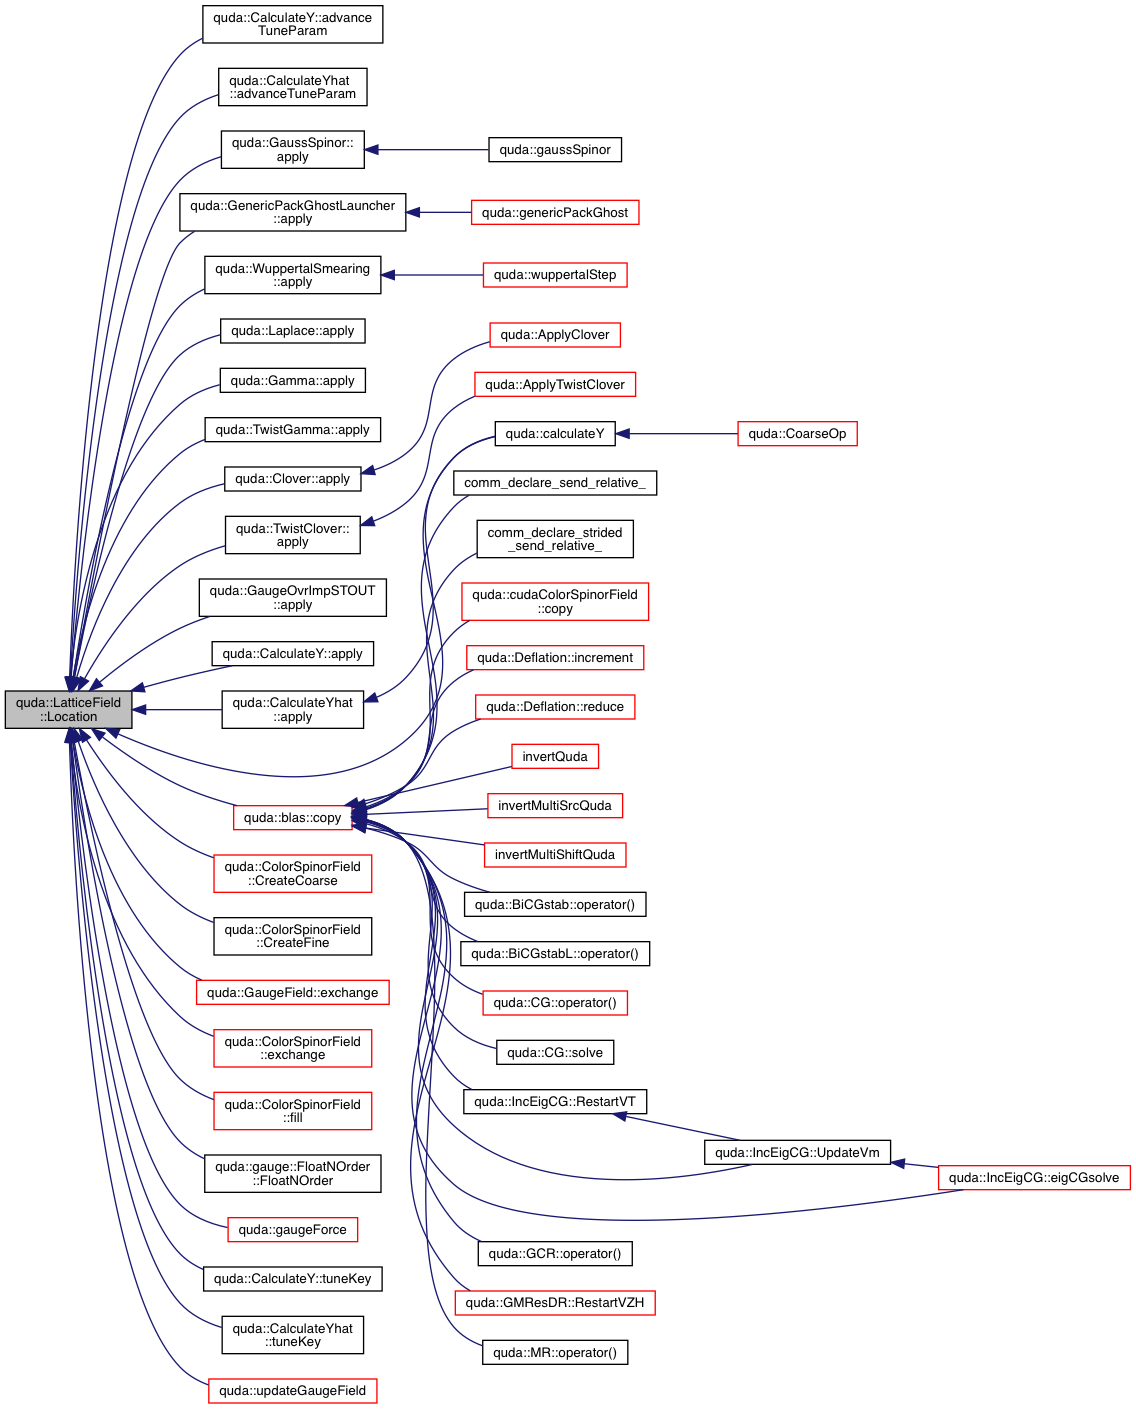 quda::LatticeField
::Location
quda::CalculateY::advance
TuneParam
quda::CalculateYhat
::advanceTuneParam
quda::GaussSpinor::
apply
quda::gaussSpinor
quda::GenericPackGhostLauncher
::apply
quda::genericPackGhost
quda::WuppertalSmearing
::apply
quda::wuppertalStep
quda::Laplace::apply
quda::Gamma::apply
quda::TwistGamma::apply
quda::Clover::apply
quda::ApplyClover
quda::TwistClover::
apply
quda::ApplyTwistClover
quda::GaugeOvrImpSTOUT
::apply
quda::CalculateY::apply
quda::CalculateYhat
::apply
quda::calculateY
quda::CoarseOp
quda::blas::copy
comm_declare_send_relative_
comm_declare_strided
_send_relative_
quda::cudaColorSpinorField
::copy
quda::Deflation::increment
quda::Deflation::reduce
invertQuda
invertMultiSrcQuda
invertMultiShiftQuda
quda::BiCGstab::operator()
quda::BiCGstabL::operator()
quda::CG::operator()
quda::CG::solve
quda::IncEigCG::RestartVT
quda::IncEigCG::UpdateVm
quda::IncEigCG::eigCGsolve
quda::GCR::operator()
quda::GMResDR::RestartVZH
quda::MR::operator()
quda::ColorSpinorField
::CreateCoarse
quda::ColorSpinorField
::CreateFine
quda::GaugeField::exchange
quda::ColorSpinorField
::exchange
quda::ColorSpinorField
::fill
quda::gauge::FloatNOrder
::FloatNOrder
quda::gaugeForce
quda::CalculateY::tuneKey
quda::CalculateYhat
::tuneKey
quda::updateGaugeField